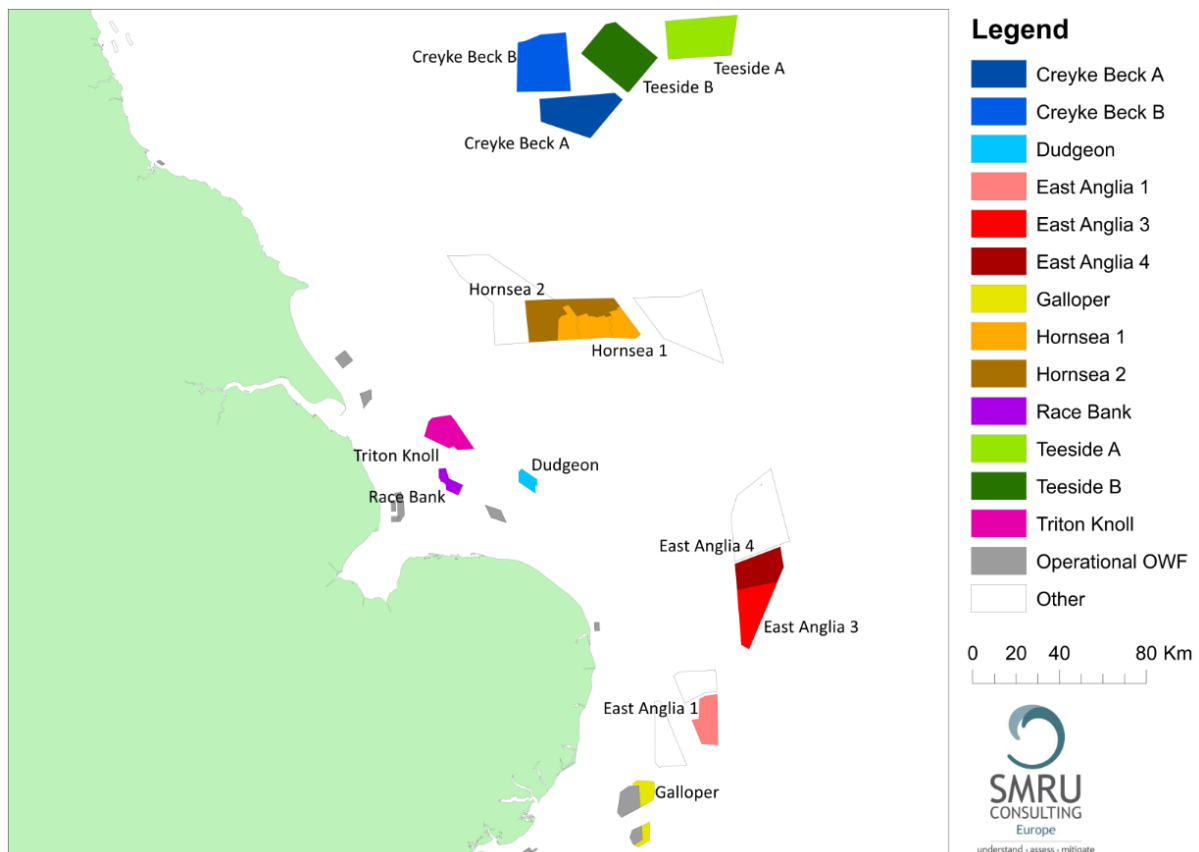 Creyke Beck B
Teeside A
Teeside B
Creyke Beck A
Hornsea 2
Hornsea 1
Triton Knoll
Dudgeon
Race Bank
East Anglia 4
East Anglia 3
East Anglia 1
Galloper
Legend
Creyke Beck A
Creyke Beck B
Dudgeon
East Anglia 1
East Anglia 3
East Anglia 4
Galloper
Hornsea 1
Hornsea 2
Race Bank
Teeside A
Teeside B
Triton Knoll
Operational OWF
Other
0 20 40 80 Km
SMRU
CONSULTING
Europe
understand · assess · mitigate